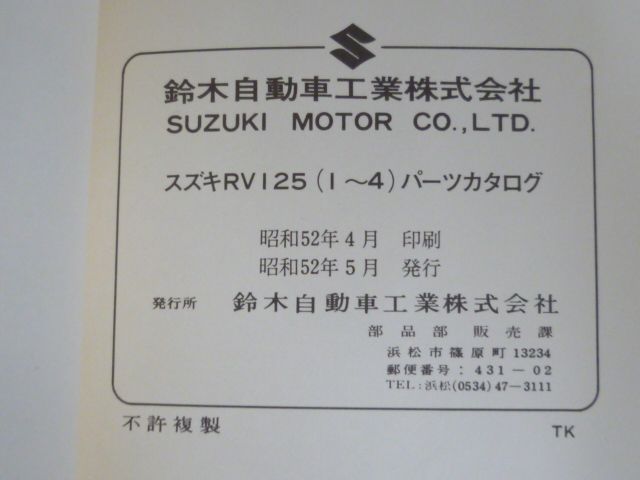 鈴木自動車工業株式会社
SUZUKI MOTOR CO.,LTD.
スズキRV125(1〜4)パーツカタログ
昭和52年4月 印刷
昭和52年5月 発行
発行所 鈴木自動車工業株式会社
部品部 販売課
浜松市篠原町13234
郵便番号：431－02
TEL：浜松(0534)47－3111
不許複製
TK